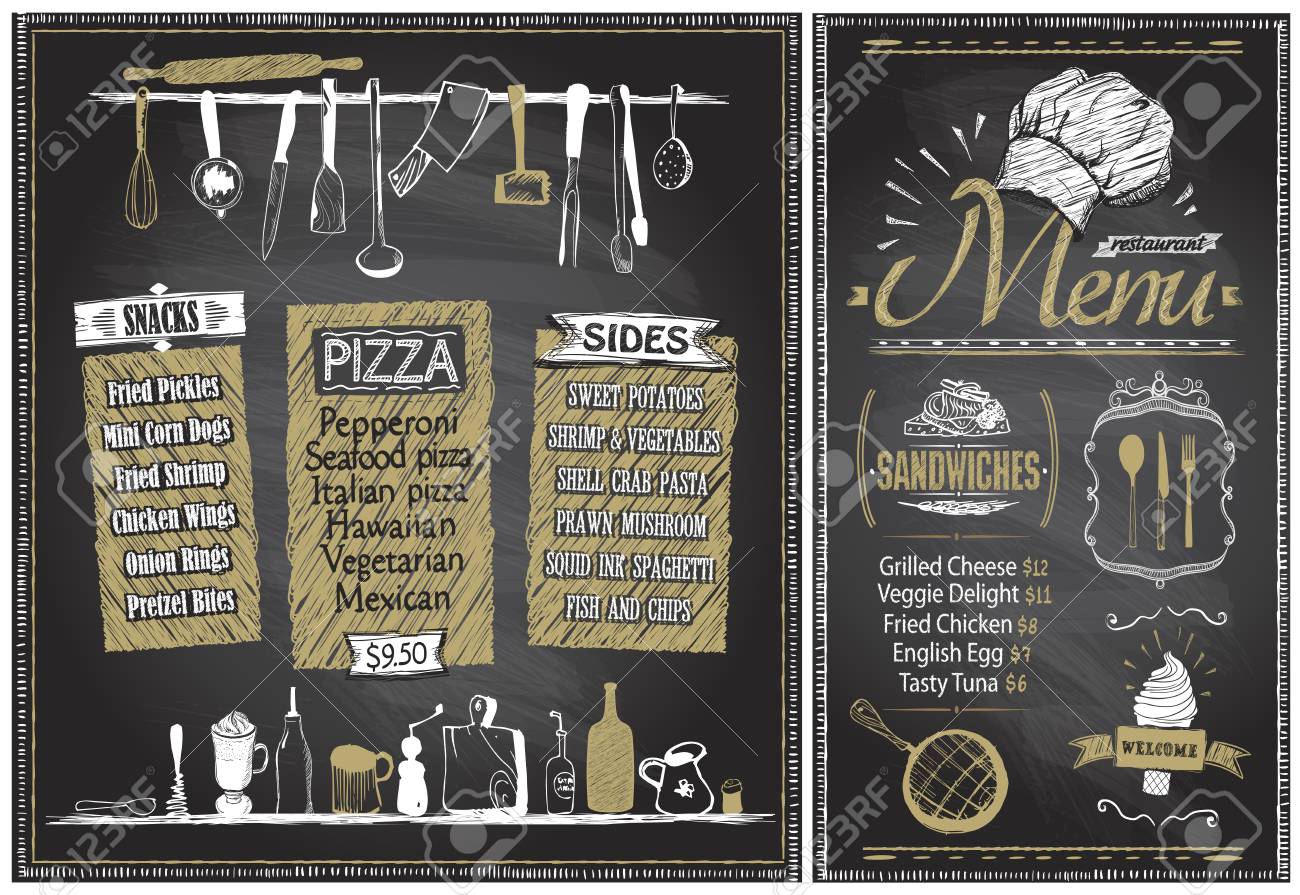 SNACKS
Fried Pickles
Mini Corn Dogs
Fried Shrimp
Chicken Wings
Onion Rings
Pretzel Bites
PIZZA
Pepperoni
Seafood pizza
Italian pizza
Hawaiian
Vegetarian
Mexican
$9.50
SIDES
SWEET POTATOES
SHRIMP & VEGETABLES
SHELL CRAB PASTA
PRAWN MUSHROOM
SQUID INK SPAGHETTI
FISH AND CHIPS
restaurant
Menu
SANDWICHES
Grilled Cheese $12
Veggie Delight $11
Fried Chicken $8
English Egg $7
Tasty Tuna $6
WELCOME
123RF